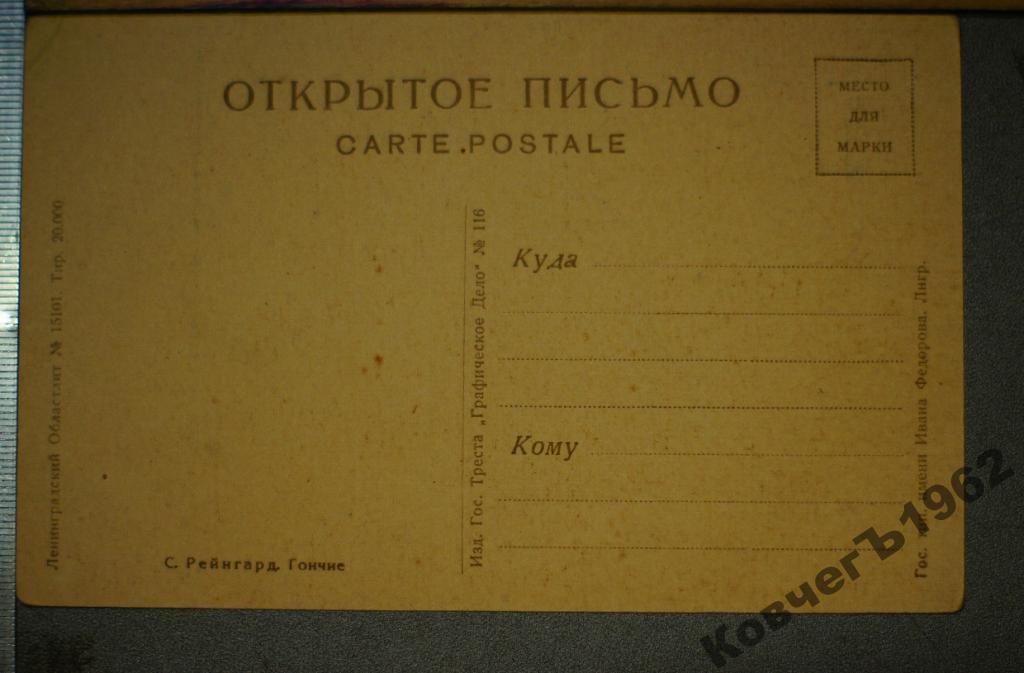 ОТКРЫТОЕ ПИСЬМО
CARTE.POSTALE
МЕСТО
ДЛЯ
МАРКИ
Ленинградский Областлит № 15101. Тир. 20.000
С. Рейнгард. Гончие
Изд. Гос. Треста „Графическое Дело“ № 116
Куда
Кому
Гос. тип. имени Ивана Федорова. Лнгр.
КовчегЪ1962